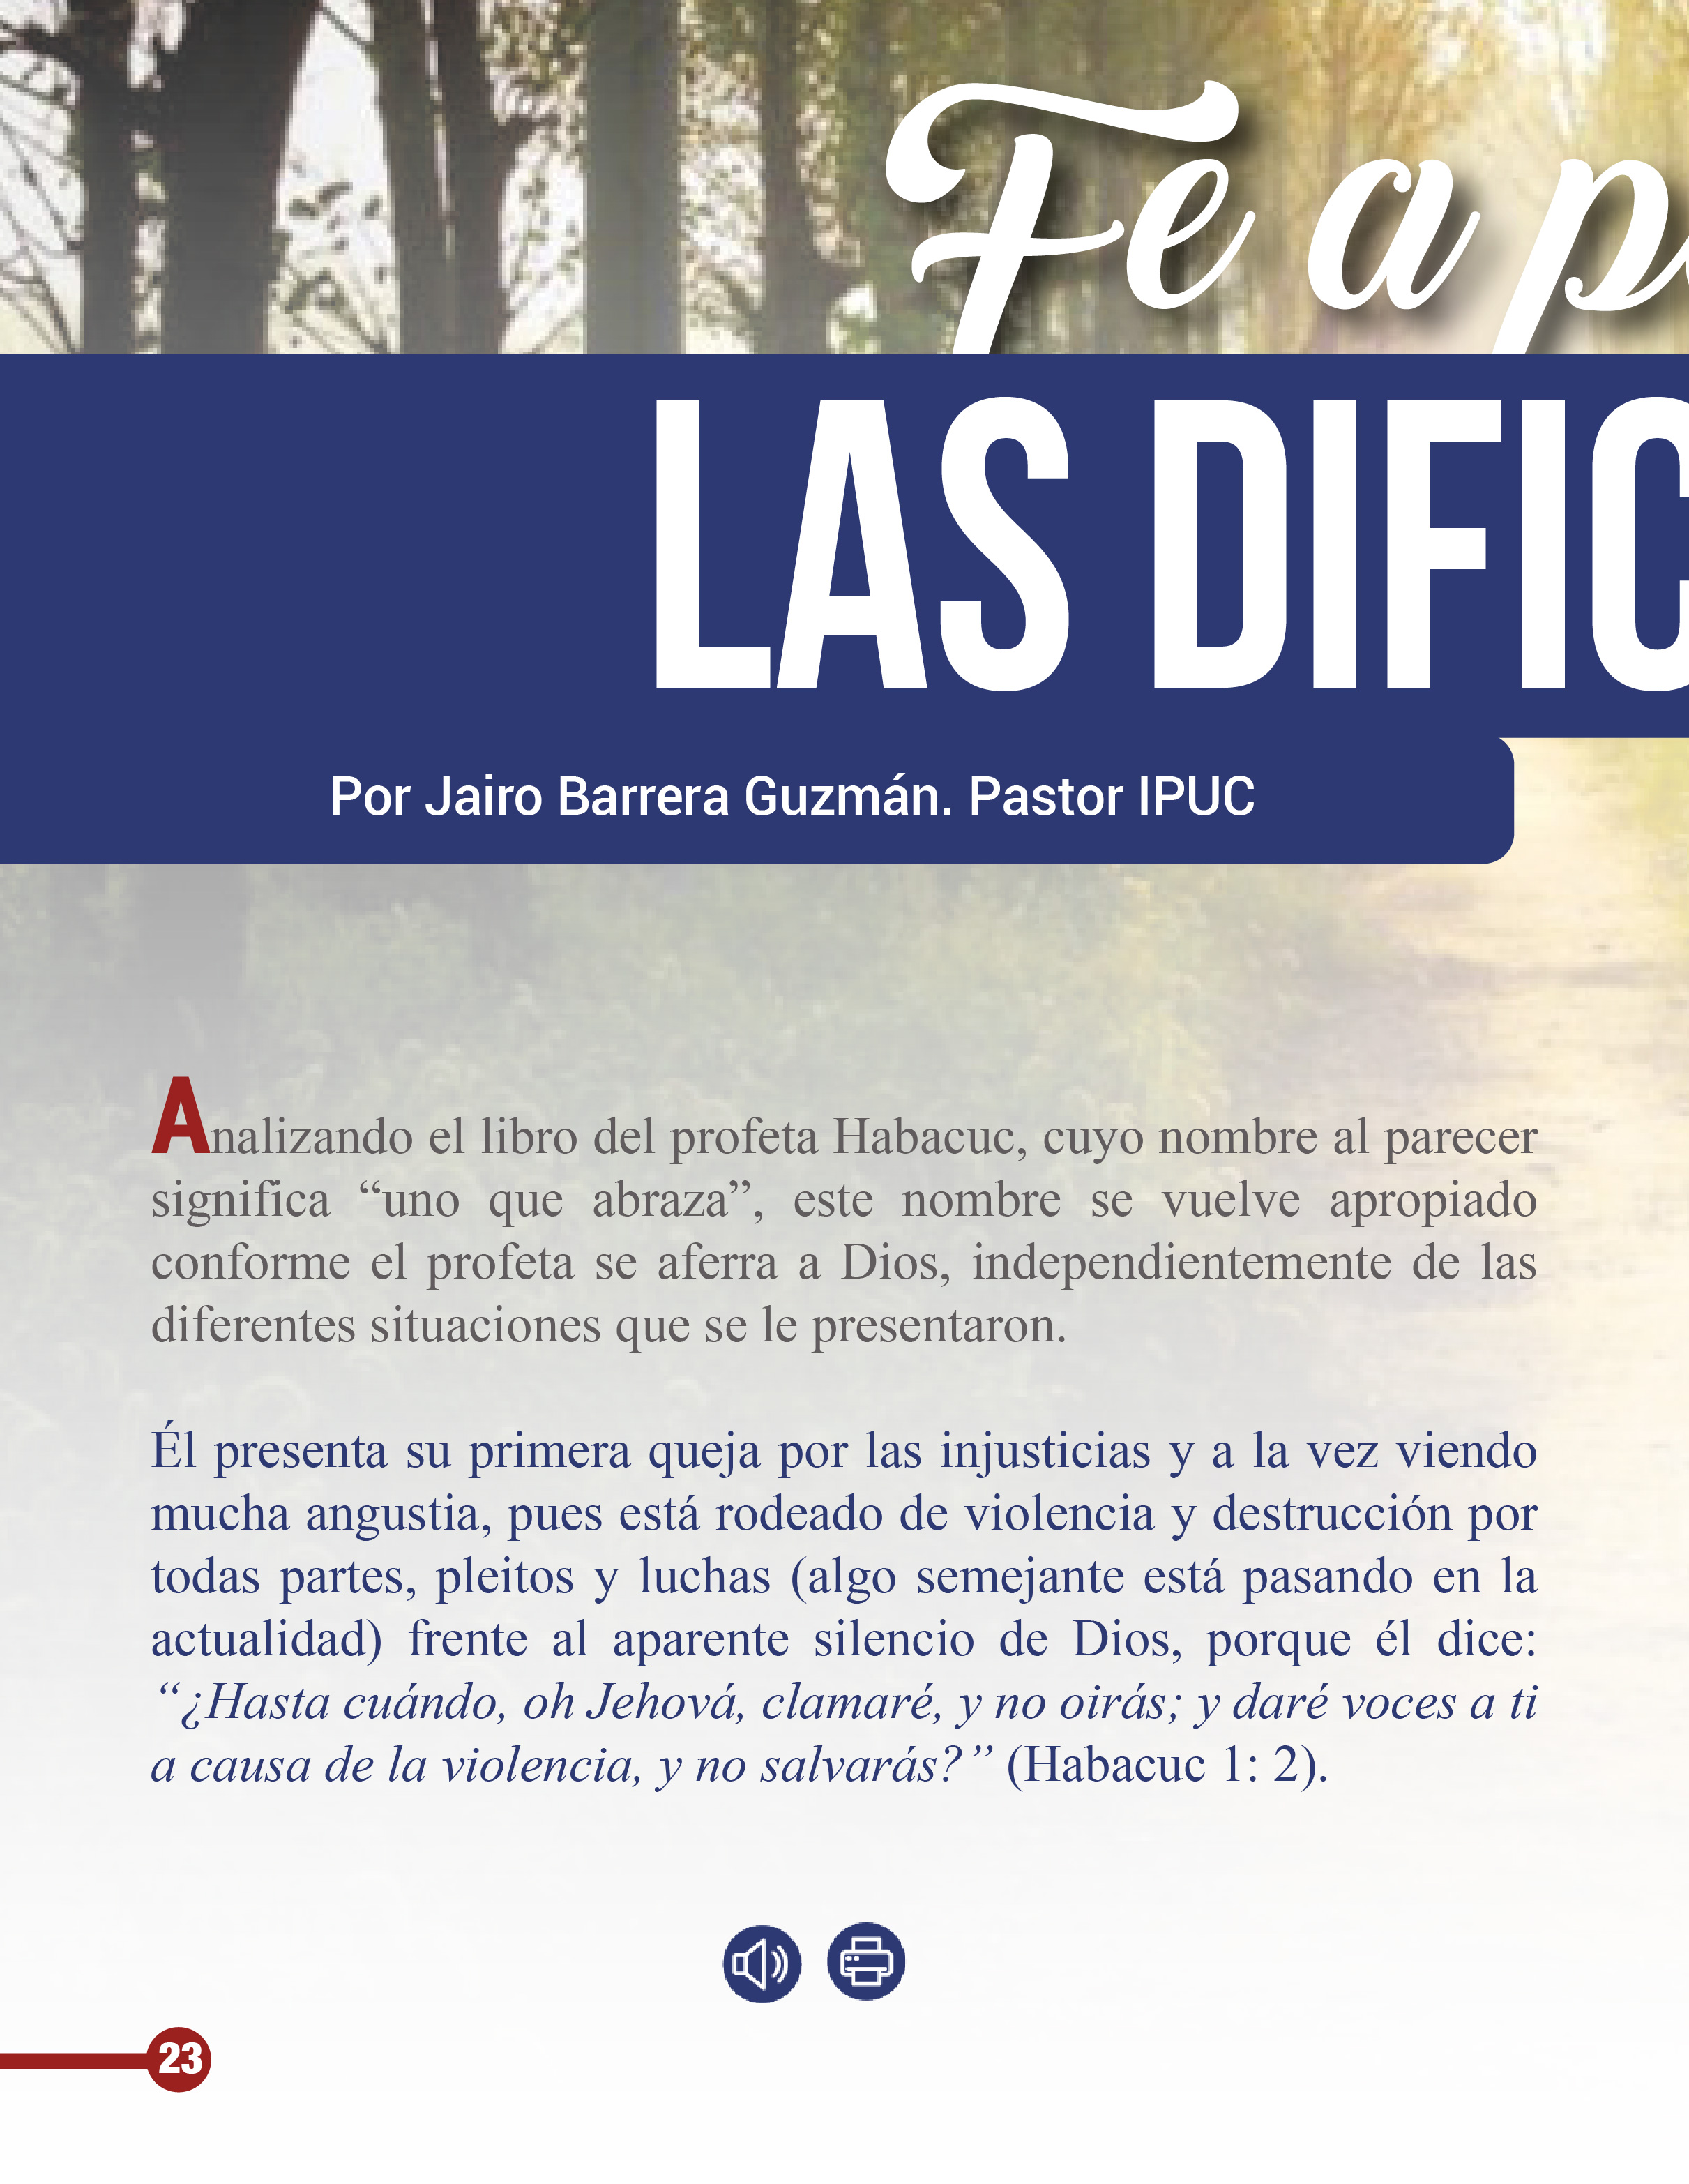 Fe a p
LAS DIFIC
Por Jairo Barrera Guzmán. Pastor IPUC
Analizando el libro del profeta Habacuc, cuyo nombre al parecer
significa “uno que abraza”, este nombre se vuelve apropiado
conforme el profeta se aferra a Dios, independientemente de las
diferentes situaciones que se le presentaron.
Él presenta su primera queja por las injusticias y a la vez viendo
mucha angustia, pues está rodeado de violencia y destrucción por
todas partes, pleitos y luchas (algo semejante está pasando en la
actualidad) frente al aparente silencio de Dios, porque él dice:
“¿Hasta cuándo, oh Jehová, clamaré, y no oirás; y daré voces a ti
a causa de la violencia, y no salvarás?” (Habacuc 1: 2).
23